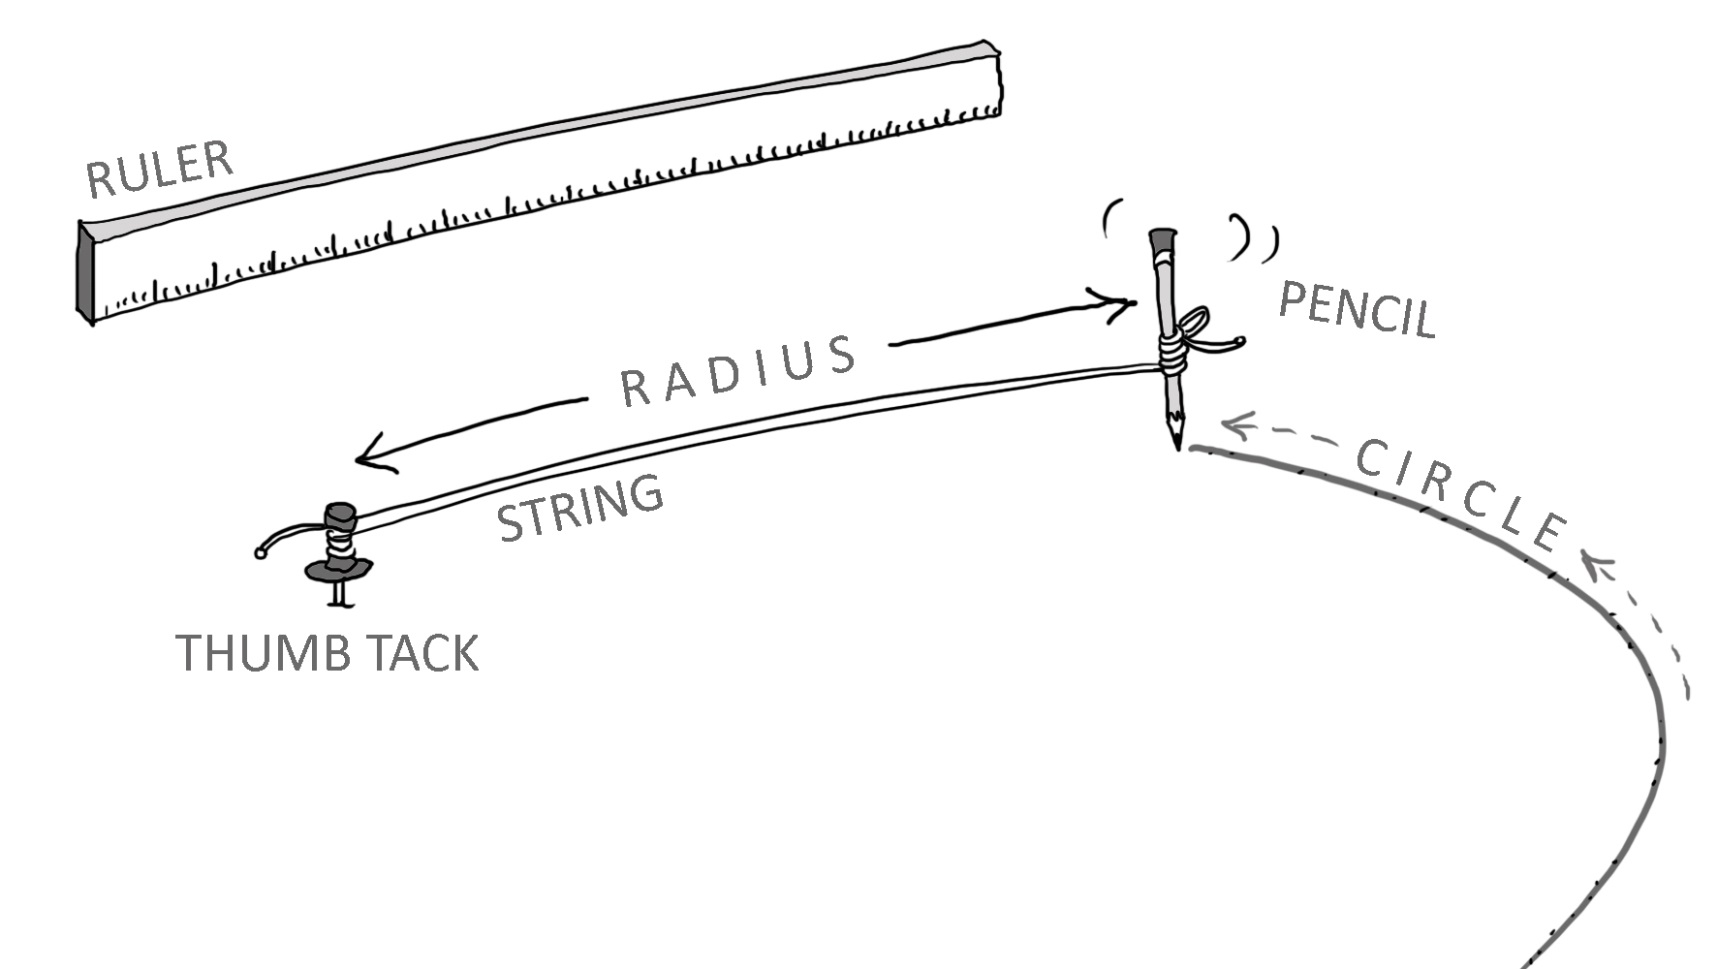 RULER
PENCIL
RADIUS
CIRCLE
STRING
THUMB TACK